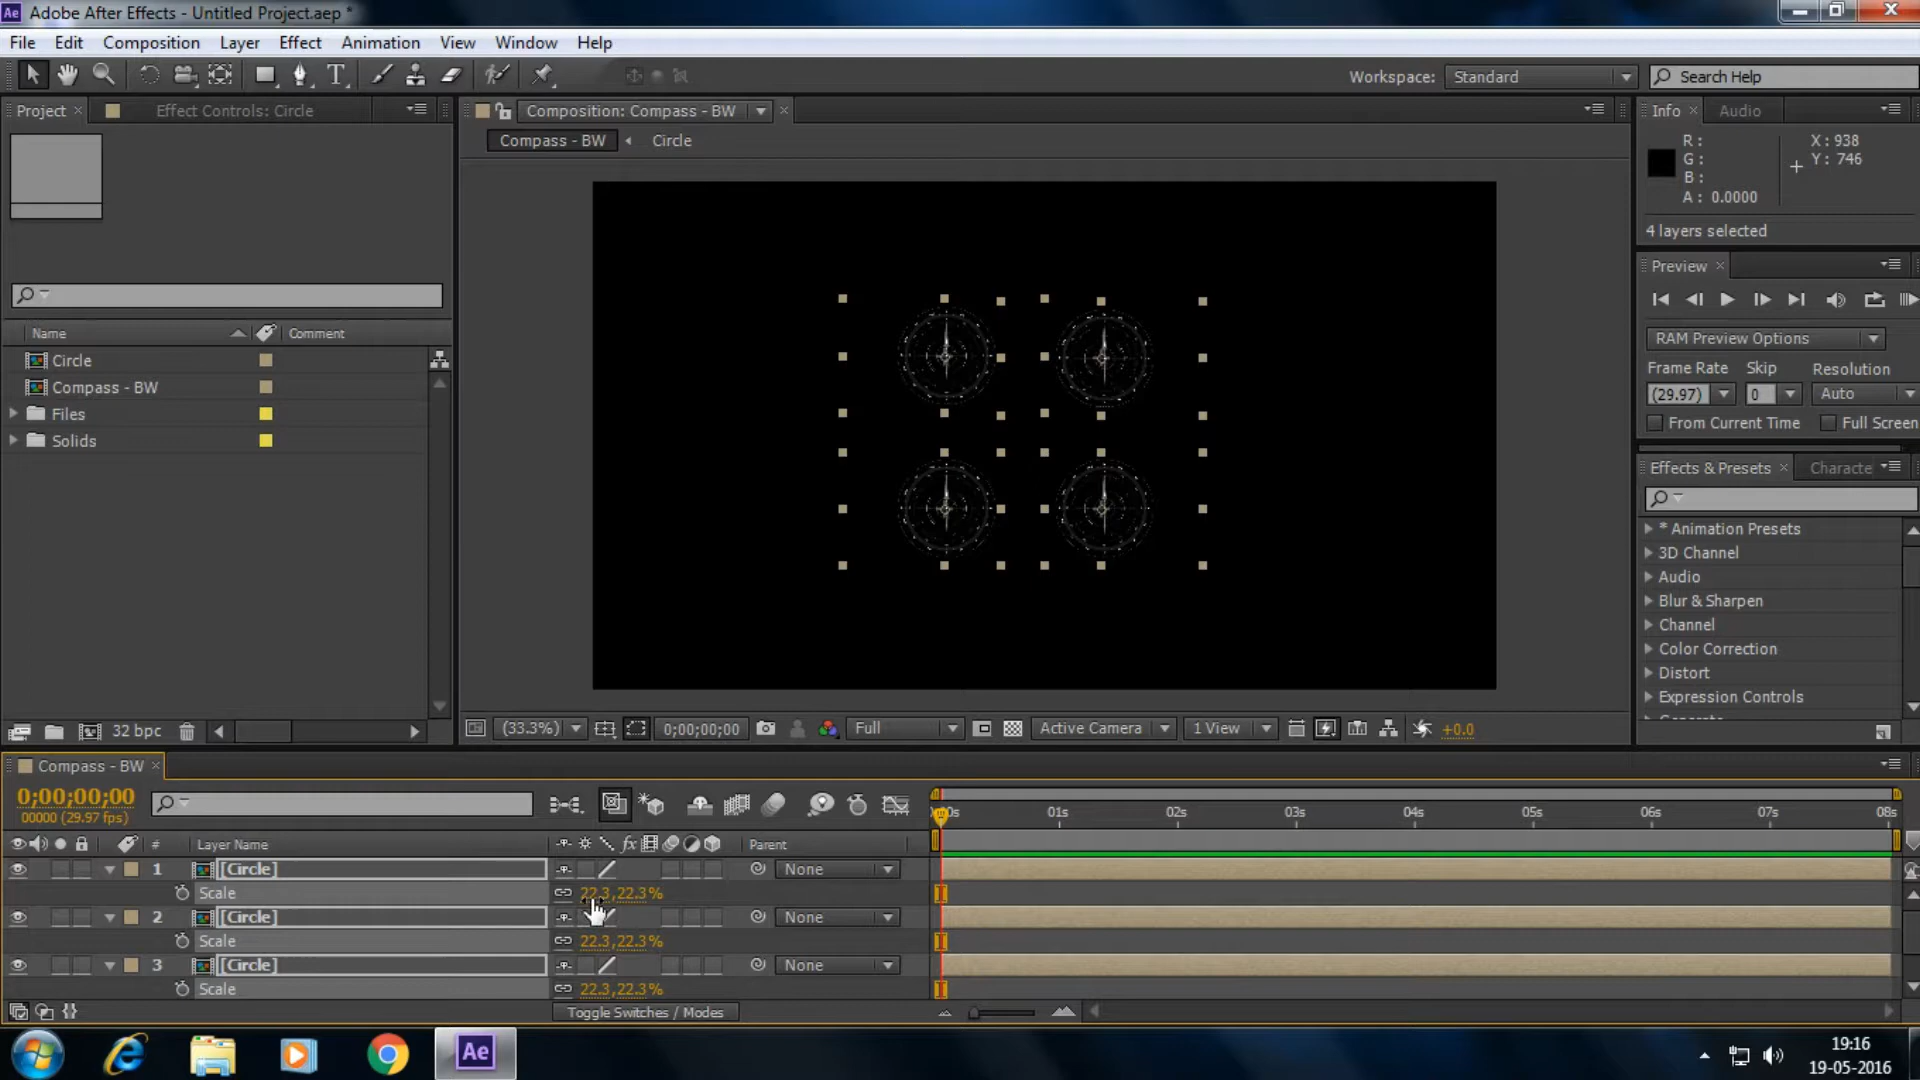 Ae Adobe After Effects - Untitled Project.aep *
File Edit Composition Layer Effect Animation View Window Help
T Workspace: Standard Search Help
Project Effect Controls: Circle
Composition: Compass - BW
Compass - BW Circle
Info Audio
R : X : 938
G : Y : 746
B :
A : 0.0000
4 layers selected
Preview
RAM Preview Options
Frame Rate Skip Resolution
(29.97) 0 Auto
From Current Time Full Screen
Effects & Presets Characte
* Animation Presets
3D Channel
Audio
Blur & Sharpen
Channel
Color Correction
Distort
Expression Controls
Name Comment
Circle
Compass - BW
Files
Solids
32 bpc
(33.3%) 0;00;00;00 Full Active Camera 1 View +0.0
Compass - BW
0;00;00;00
00000 (29.97 fps)
01s 02s 03s 04s 05s 06s 07s 08s
# Layer Name fx Parent
1 [Circle] None
Scale 22.3,22.3%
2 [Circle] None
Scale 22.3,22.3%
3 [Circle] None
Scale 22.3,22.3%
Toggle Switches / Modes
Ae
19:16
19-05-2016